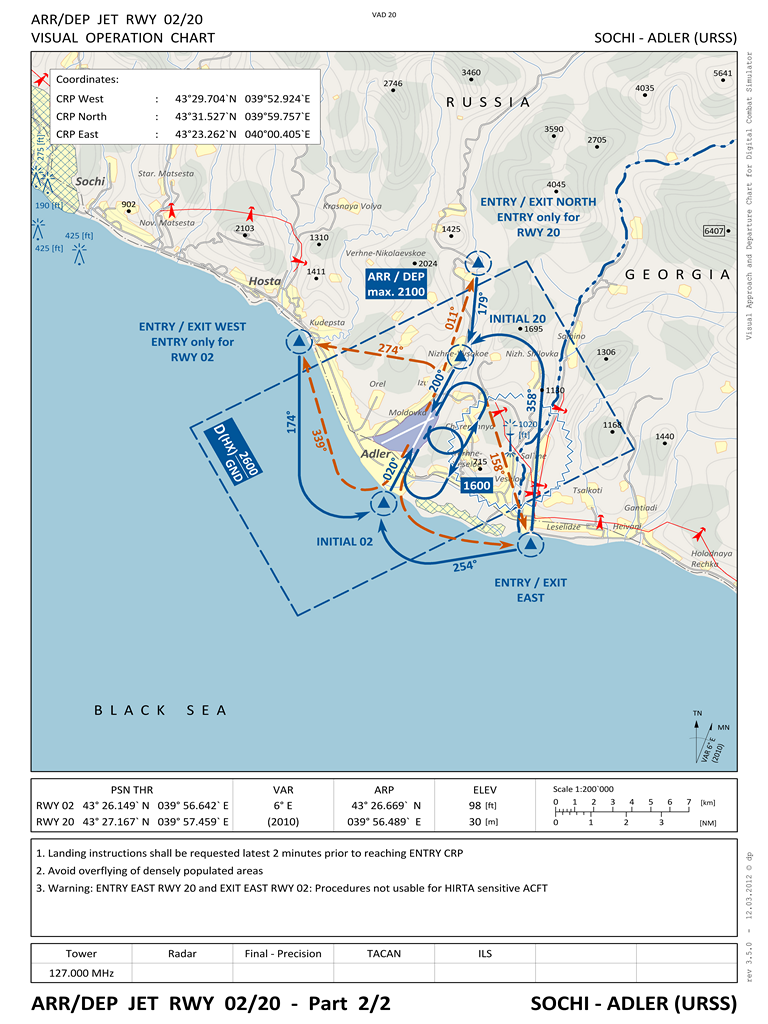 VAD 20
ARR/DEP JET RWY 02/20
VISUAL OPERATION CHART
SOCHI - ADLER (URSS)
Coordinates:
CRP West : 43°29.704`N 039°52.924`E
CRP North : 43°31.527`N 039°59.757`E
CRP East : 43°23.262`N 040°00.405`E
2746
3460
5641
4035
RUSSIA
3590
2705
275 [ft]
Sochi
Star. Matsesta
4045
190 [ft]
902
Nov. Matsesta
Krasnaya Volya
ENTRY / EXIT NORTH
ENTRY only for
RWY 20
425 [ft]
425 [ft]
2103
1310
1425
6407
Verhne-Nikolaevskoe
2024
1411
Hosta
ARR / DEP
max. 2100
GEORGIA
179°
011°
INITIAL 20
Kudepsta
1695
ENTRY / EXIT WEST
ENTRY only for
RWY 02
274°
Nizh. Shilovka
1306
200°
Orel
1180
358°
174°
Moldovka
339°
1020
[ft]
1168
1440
D(HK) GND
2600
Adler
020°
158°
715
1600
Tsalkoti
Gantiadi
Leselidze
INITIAL 02
254°
Holodnaya
Rechka
ENTRY / EXIT
EAST
BLACK SEA
TN
MN
VAR 6° E
(2010)
PSN THR VAR ARP ELEV Scale 1:200`000
RWY 02 43° 26.149` N 039° 56.642` E 6° E 43° 26.669` N 98 [ft] 0 1 2 3 4 5 6 7 [km]
RWY 20 43° 27.167` N 039° 57.459` E (2010) 039° 56.489` E 30 [m] 0 1 2 3 [NM]
1. Landing instructions shall be requested latest 2 minutes prior to reaching ENTRY CRP
2. Avoid overflying of densely populated areas
3. Warning: ENTRY EAST RWY 20 and EXIT EAST RWY 02: Procedures not usable for HIRTA sensitive ACFT
Tower Radar Final - Precision TACAN ILS
127.000 MHz
ARR/DEP JET RWY 02/20 - Part 2/2
SOCHI - ADLER (URSS)
Visual Approach and Departure Chart for Digital Combat Simulator
rev 3.5.0 - 12.03.2012 © dp